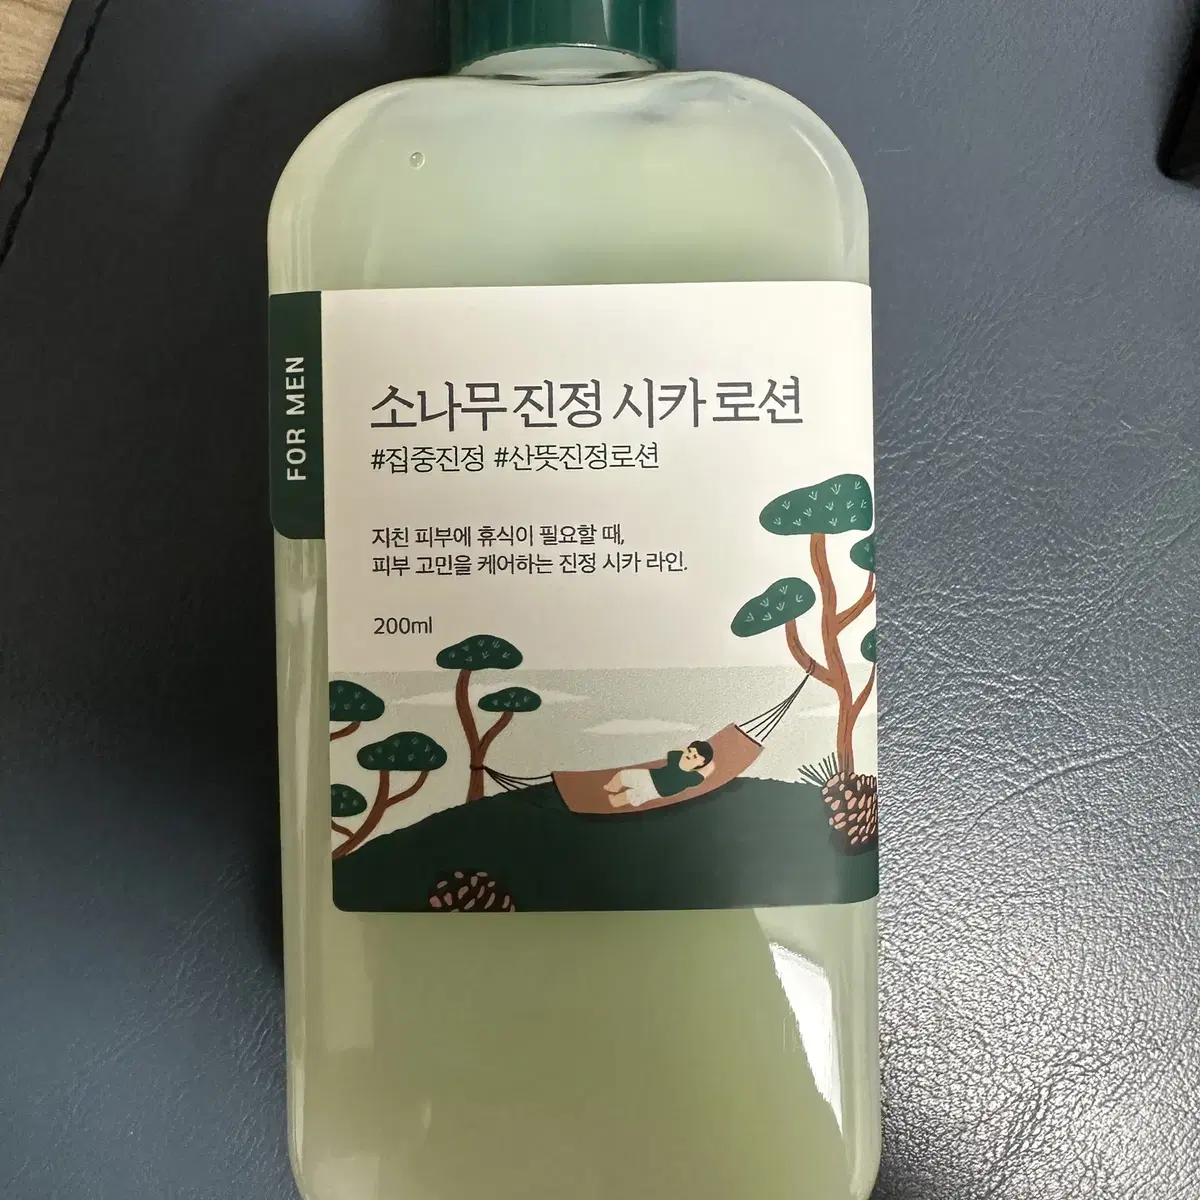 FOR MEN
소나무 진정 시카 로션
#집중진정 #산뜻진정로션
지친 피부에 휴식이 필요할 때,
피부 고민을 케어하는 진정 시카 라인.
200ml